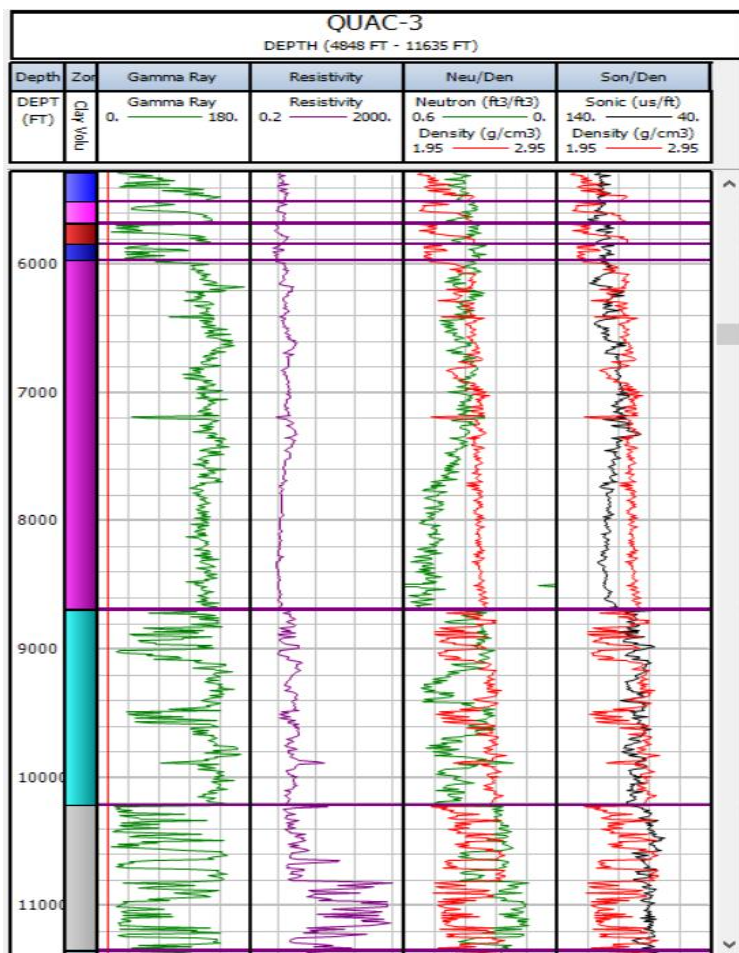 QUAC-3
DEPTH (4848 FT - 11635 FT)
Depth Zor Gamma Ray Resistivity Neu/Den Son/Den
DEPT (FT)
Clay Volu
Gamma Ray
0. 180.
Resistivity
0.2 2000.
Neutron (ft3/ft3)
0.6 0.
Density (g/cm3)
1.95 2.95
Sonic (us/ft)
140. 40.
Density (g/cm3)
1.95 2.95
6000
7000
8000
9000
10000
11000